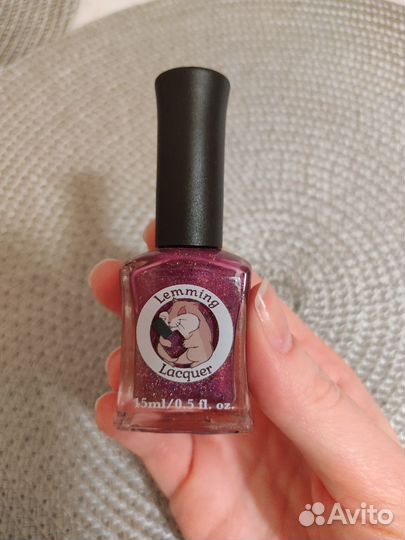 Lemming
Lacquer
15ml/0.5 fl. oz.
Avito